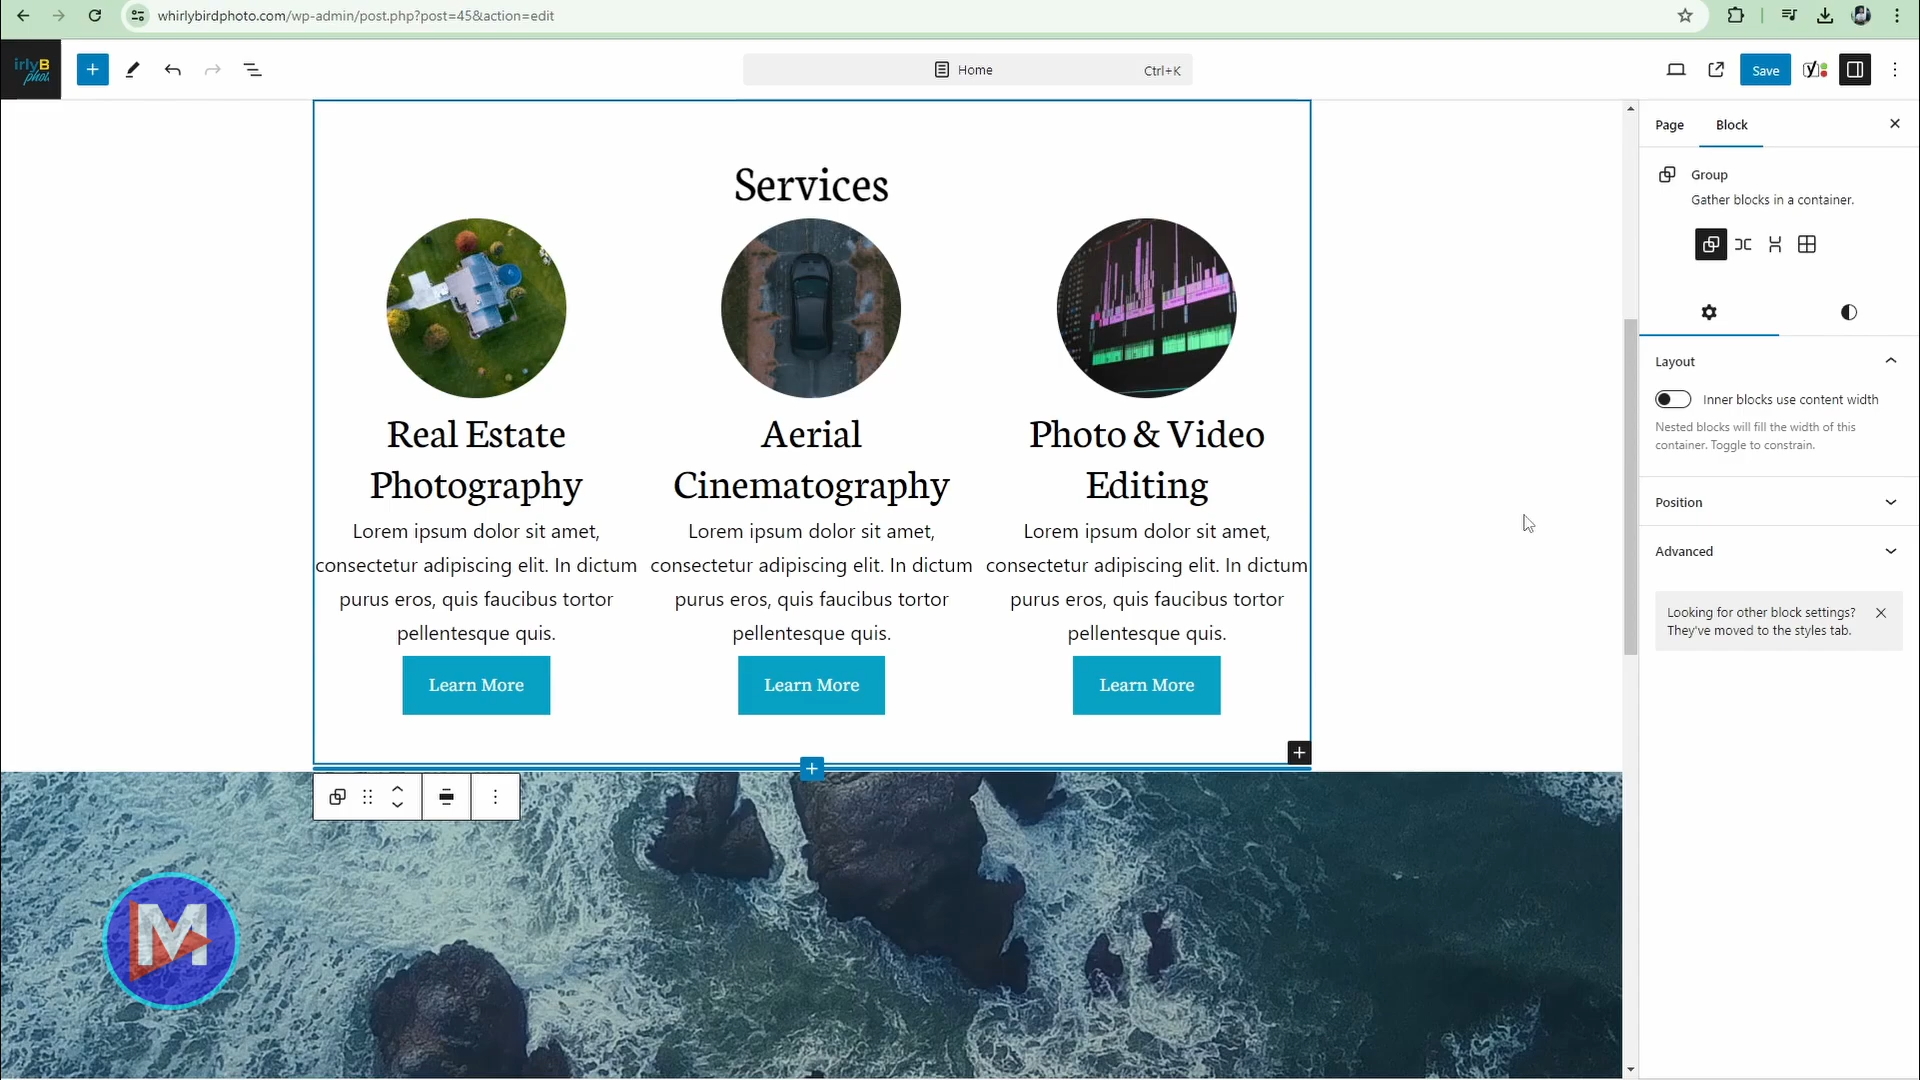 whirlybirdphoto.com/wp-admin/post.php?post=45&action=edit
irlyB
phot
Home
Ctrl+K
Save
Page
Block
Services
Group
Gather blocks in a container.
Real Estate
Photography
Aerial
Cinematography
Photo & Video
Editing
Layout
Inner blocks use content width
Nested blocks will fill the width of this
container. Toggle to constrain.
Position
Advanced
Looking for other block settings?
They've moved to the styles tab.
Lorem ipsum dolor sit amet,
consectetur adipiscing elit. In dictum
purus eros, quis faucibus tortor
pellentesque quis.
Lorem ipsum dolor sit amet,
consectetur adipiscing elit. In dictum
purus eros, quis faucibus tortor
pellentesque quis.
Lorem ipsum dolor sit amet,
consectetur adipiscing elit. In dictum
purus eros, quis faucibus tortor
pellentesque quis.
Learn More
Learn More
Learn More
M